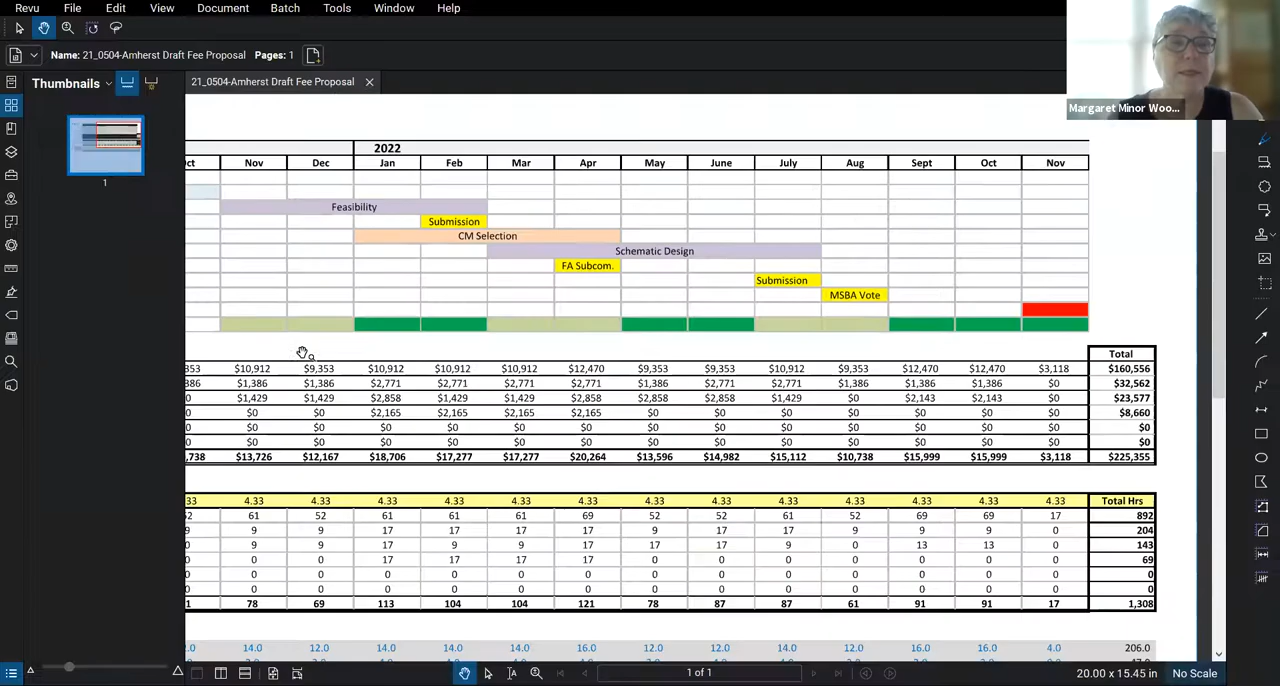 Revu File Edit View Document Batch Tools Window Help
Name: 21_0504-Amherst Draft Fee Proposal Pages: 1
Thumbnails
21_0504-Amherst Draft Fee Proposal
Margaret Minor Woo...
1
2022
Nov Dec Jan Feb Mar Apr May June July Aug Sept Oct Nov
Feasibility
Submission
CM Selection
Schematic Design
FA Subcom.
Submission
MSBA Vote
Total
353 $10,912 $9,353 $10,912 $10,912 $10,912 $12,470 $9,353 $9,353 $10,912 $9,353 $12,470 $12,470 $3,118 $160,556
386 $1,386 $1,386 $2,771 $2,771 $2,771 $2,771 $2,771 $2,771 $2,771 $1,386 $1,386 $1,386 $0 $32,562
0 $1,429 $1,429 $2,858 $1,429 $1,429 $2,858 $2,858 $2,858 $1,429 $0 $2,143 $2,143 $0 $23,577
0 $0 $0 $2,165 $2,165 $2,165 $2,165 $0 $0 $0 $0 $0 $0 $0 $8,660
0 $0 $0 $0 $0 $0 $0 $0 $0 $0 $0 $0 $0 $0 $0
0 $0 $0 $0 $0 $0 $0 $0 $0 $0 $0 $0 $0 $0 $0
,738 $13,726 $12,167 $18,706 $17,277 $17,277 $20,264 $13,596 $14,982 $15,112 $10,738 $15,999 $15,999 $3,118 $225,355
33 4.33 4.33 4.33 4.33 4.33 4.33 4.33 4.33 4.33 4.33 4.33 4.33 4.33 Total Hrs
52 61 52 61 61 61 69 52 52 61 52 69 69 17 892
9 9 9 17 17 17 17 9 17 17 9 9 9 0 204
0 9 9 17 9 9 17 17 17 9 0 13 13 0 143
0 0 0 17 17 17 17 0 0 0 0 0 0 0 69
0 0 0 0 0 0 0 0 0 0 0 0 0 0 0
0 0 0 0 0 0 0 0 0 0 0 0 0 0 0
1 78 69 113 104 104 121 78 87 87 61 91 91 17 1,308
2.0 14.0 12.0 14.0 14.0 14.0 16.0 12.0 12.0 14.0 12.0 16.0 16.0 4.0 206.0
1 of 1
20.00 x 15.45 in
No Scale